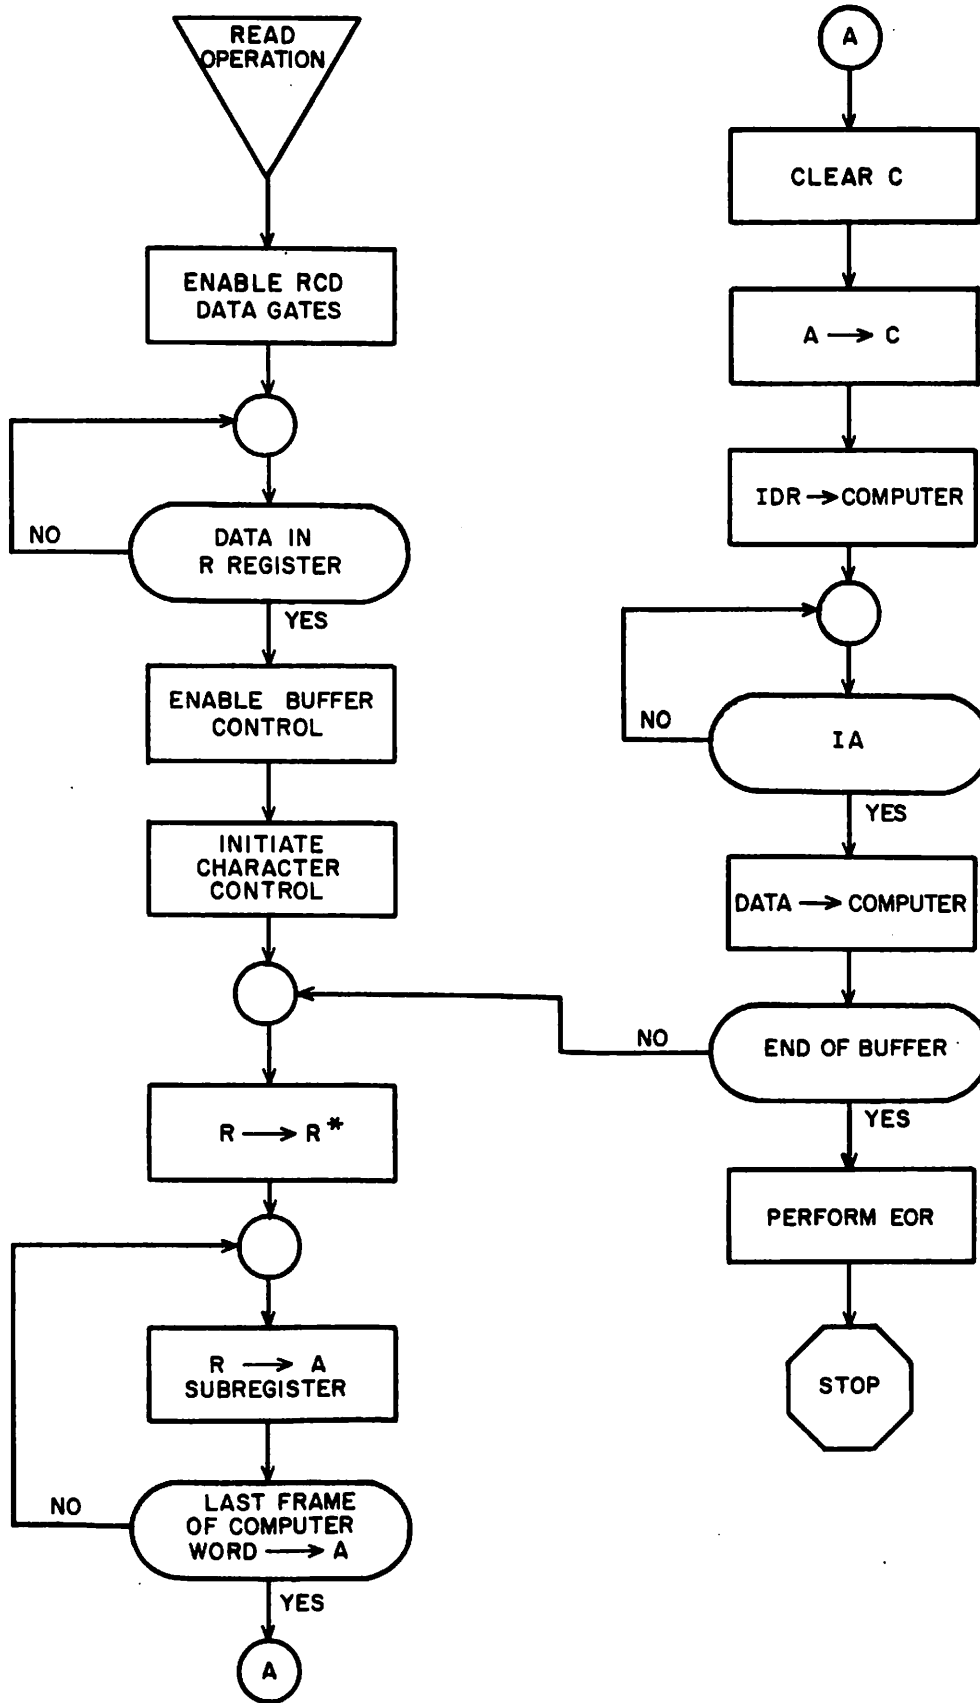 READ
OPERATION
ENABLE RCD
DATA GATES
DATA IN
R REGISTER
NO
YES
ENABLE BUFFER
CONTROL
INITIATE
CHARACTER
CONTROL
R → R*
R → A
SUBREGISTER
LAST FRAME
OF COMPUTER
WORD → A
NO
YES
A
A
CLEAR C
A → C
IDR → COMPUTER
IA
NO
YES
DATA → COMPUTER
END OF BUFFER
NO
YES
PERFORM EOR
STOP